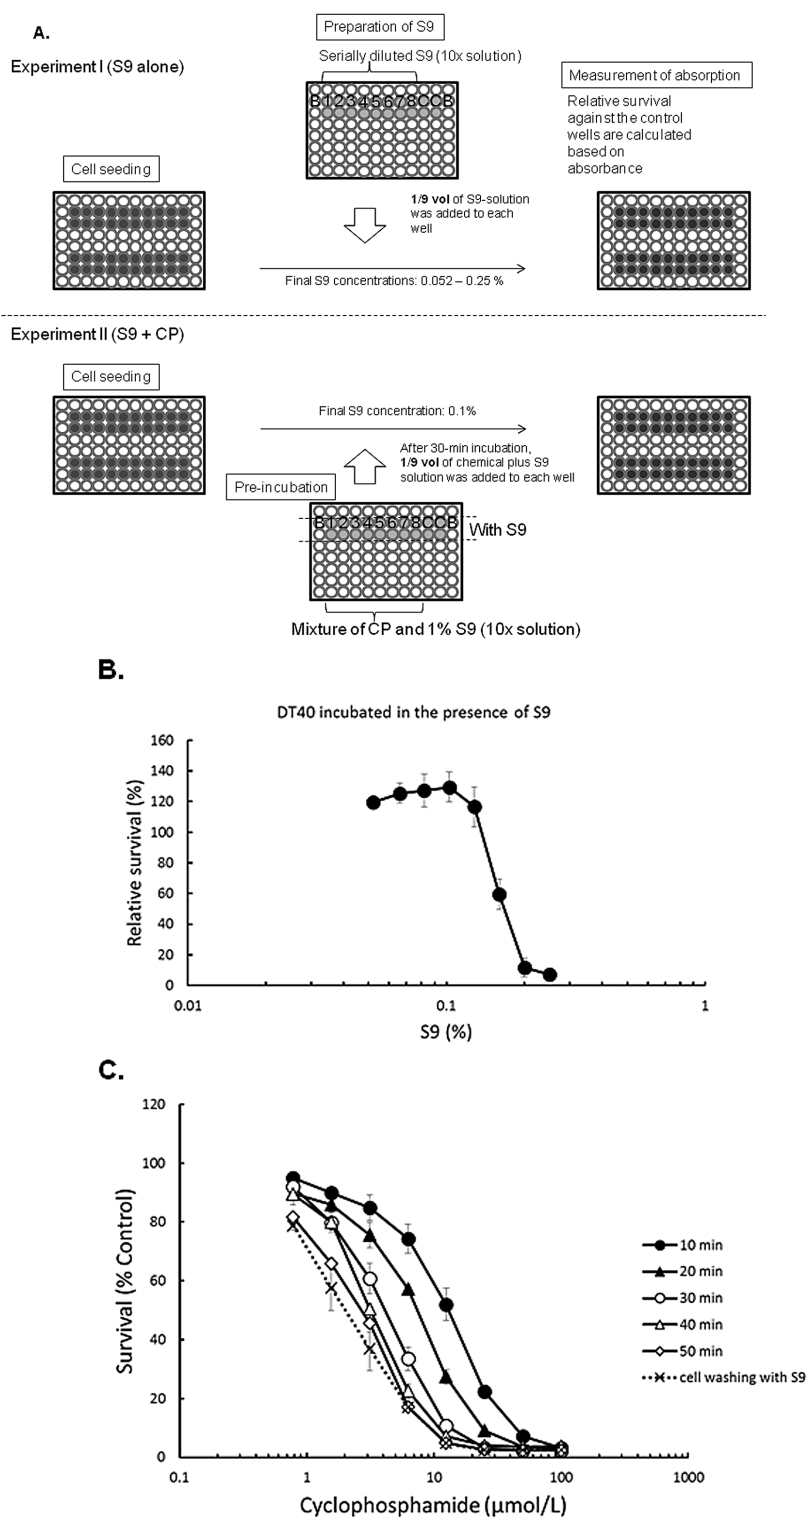 A.
Preparation of S9
Experiment I (S9 alone)
Serially diluted S9 (10x solution)
B12345678CCB
Measurement of absorption
Relative survival
against the control
wells are calculated
based on
absorbance
Cell seeding
1/9 vol of S9-solution
was added to each
well
Final S9 concentrations: 0.052 – 0.25 %
Experiment II (S9 + CP)
Cell seeding
Final S9 concentration: 0.1%
After 30-min incubation,
1/9 vol of chemical plus S9
solution was added to each well
Pre-incubation
B12345678CCB
With S9
Mixture of CP and 1% S9 (10x solution)
B.
DT40 incubated in the presence of S9
Relative survival (%)
160
140
120
100
80
60
40
20
0
0.01
0.1
1
S9 (%)
C.
Survival (% Control)
120
100
80
60
40
20
0
0.1
1
10
100
1000
Cyclophosphamide (μmol/L)
10 min
20 min
30 min
40 min
50 min
cell washing with S9